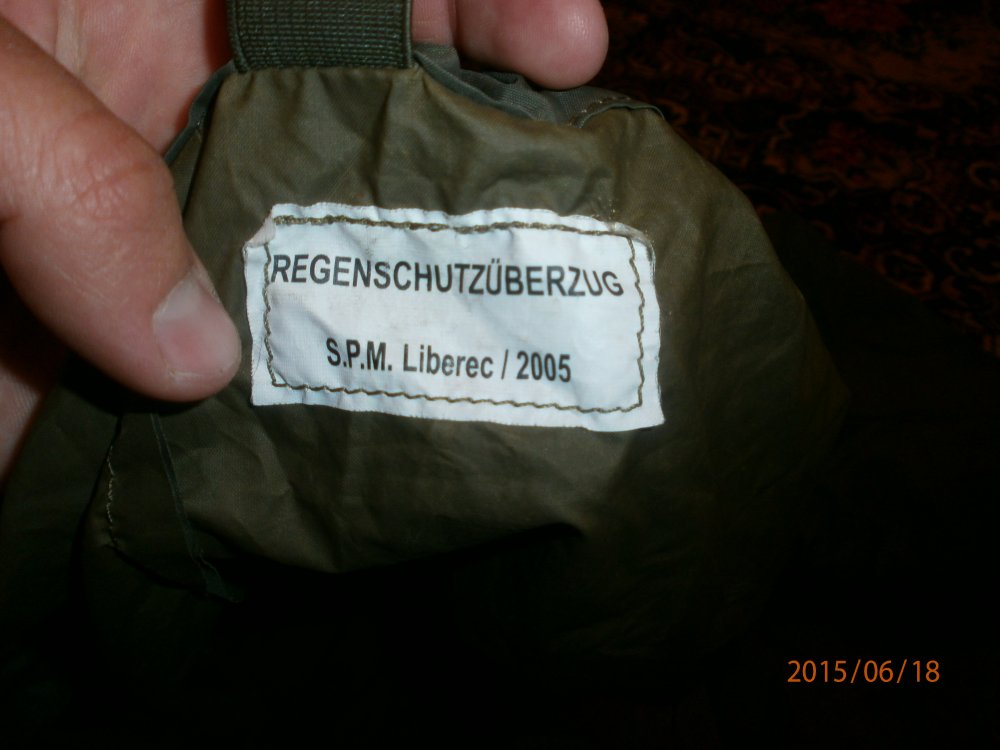 REGENSCHUTZÜBERZUG
S.P.M. Liberec / 2005
2015/06/18